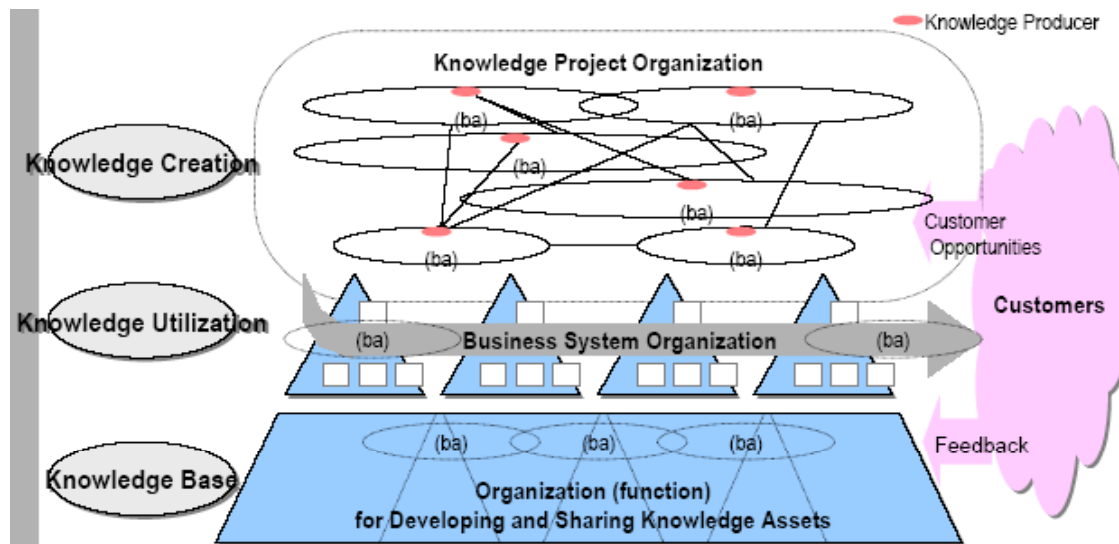 Knowledge Producer
Knowledge Project Organization
(ba)
(ba)
Knowledge Creation
(ba)
(ba)
Customer
Opportunities
(ba)
(ba)
Customers
Knowledge Utilization
(ba)
Business System Organization
(ba)
(ba)
(ba)
(ba)
Feedback
Knowledge Base
Organization (function)
for Developing and Sharing Knowledge Assets